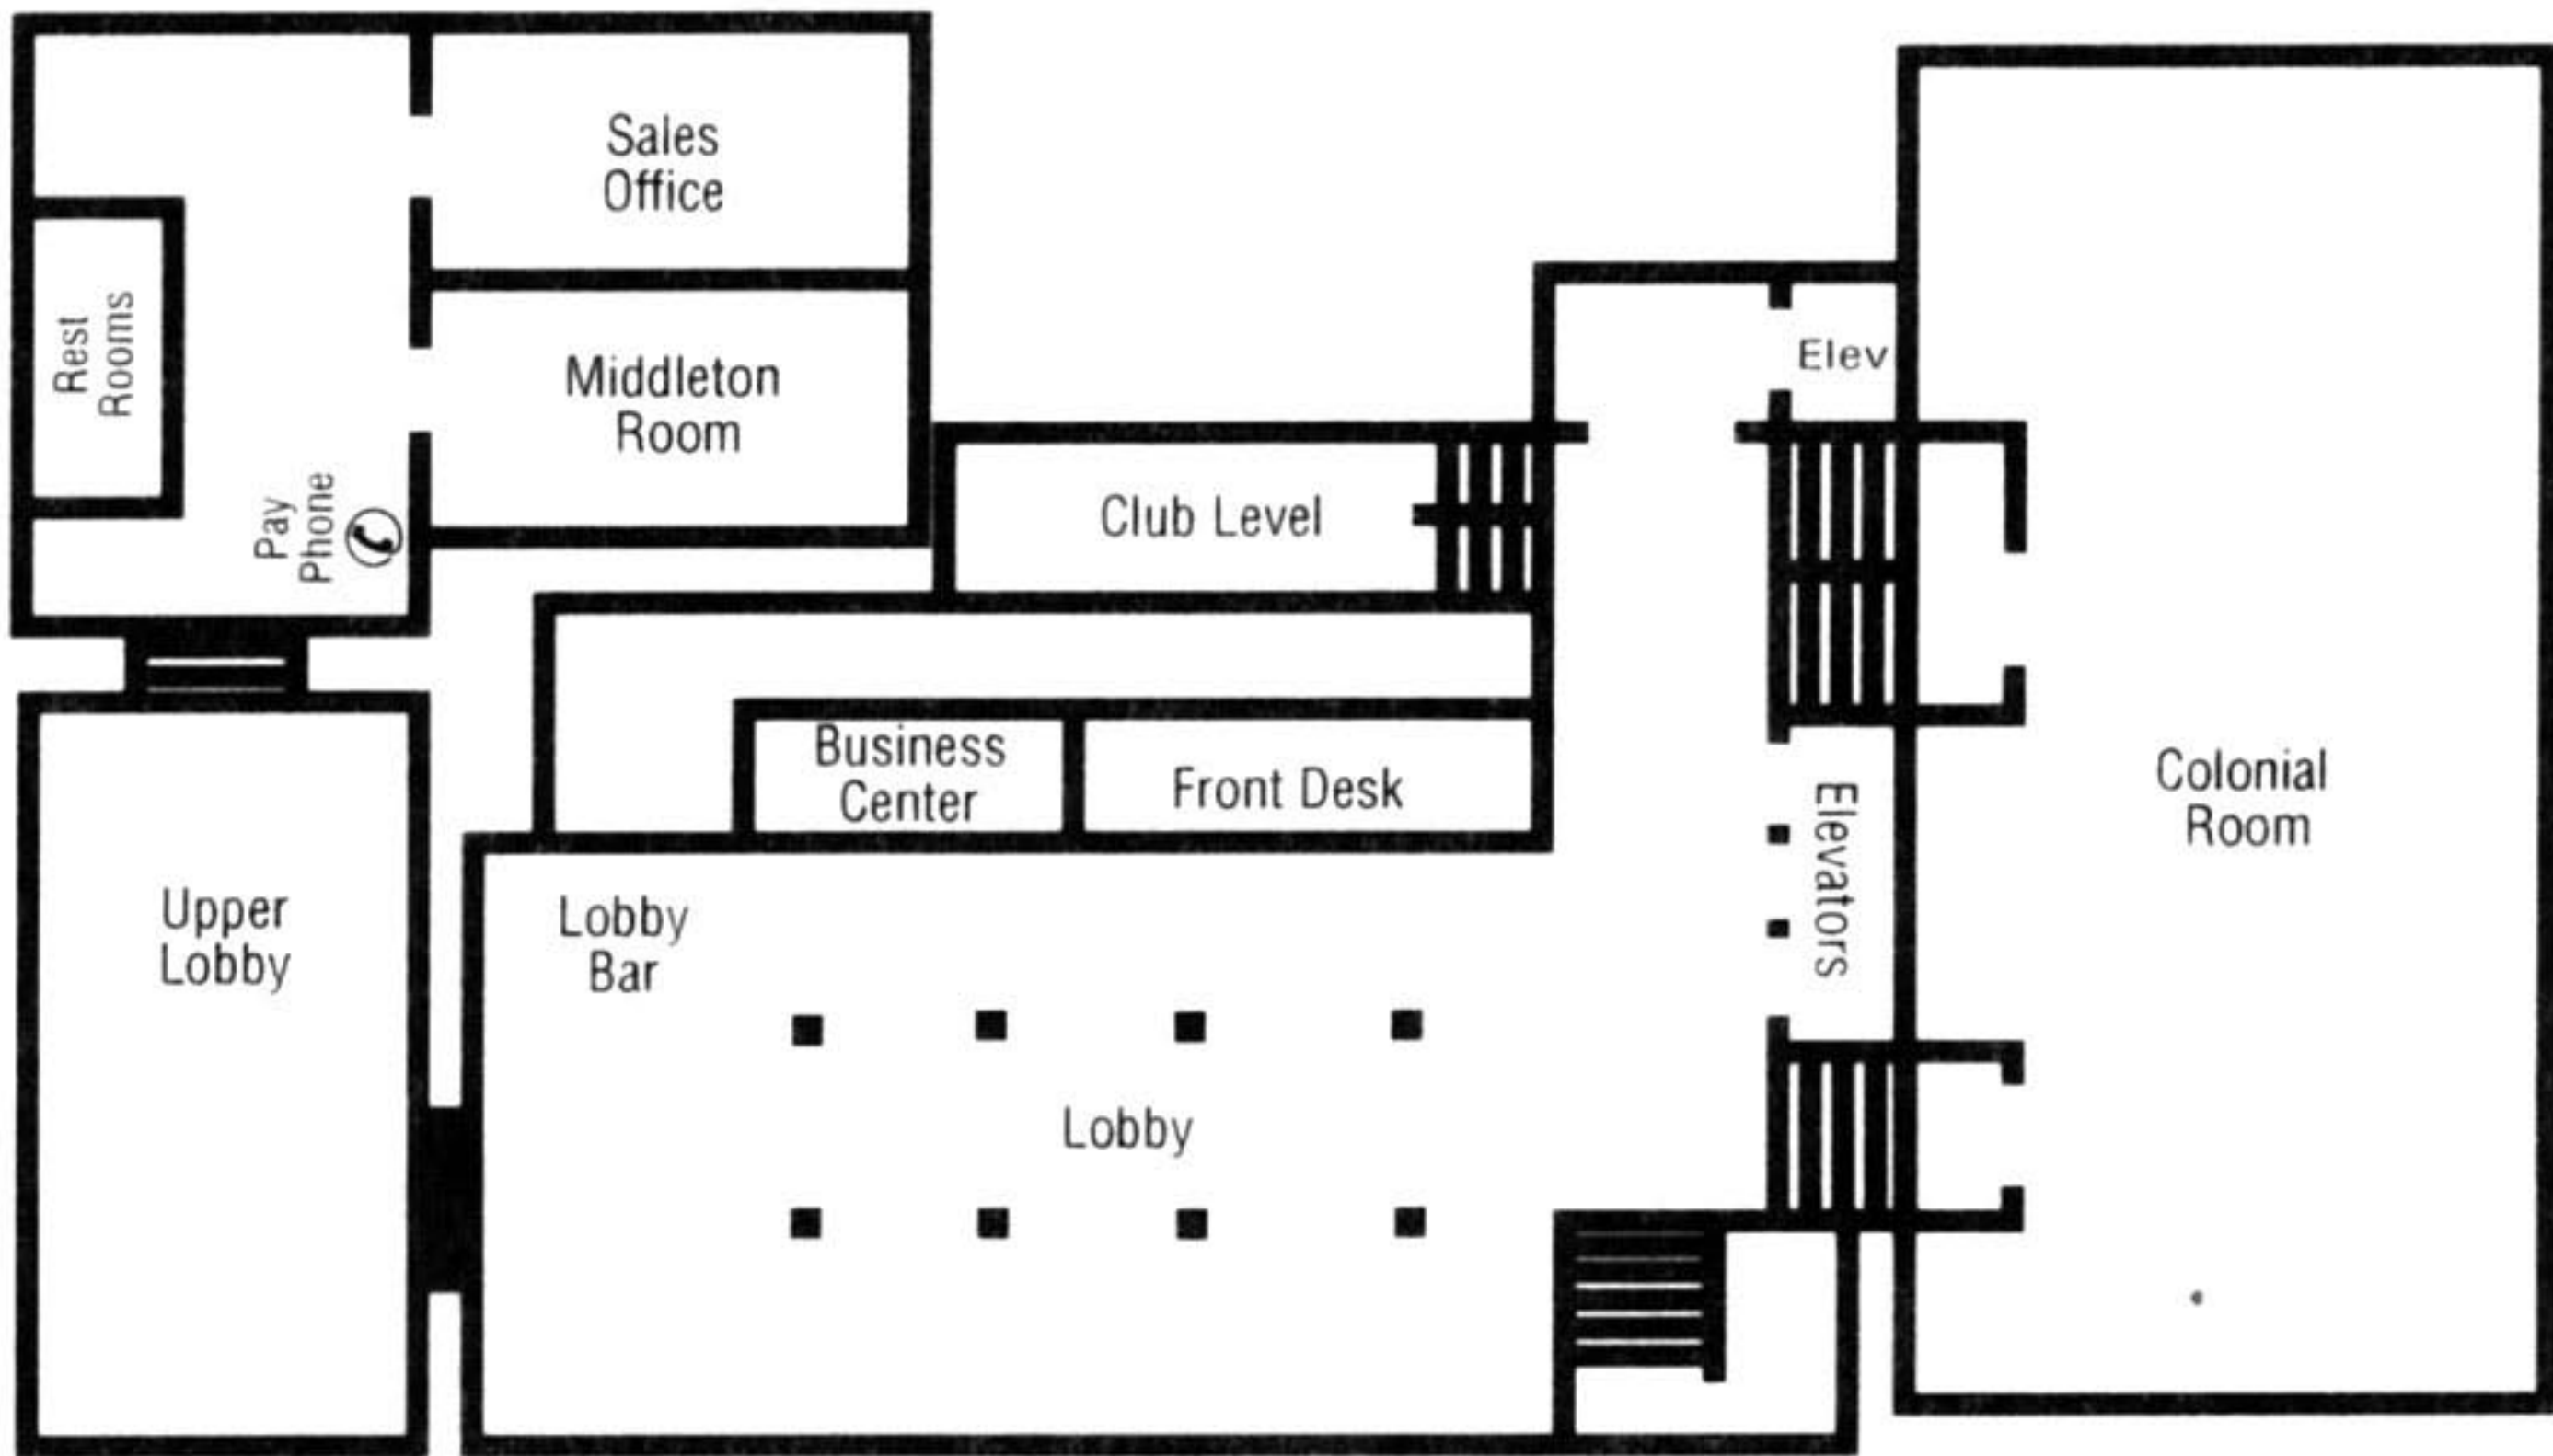 Sales
Office
Rest
Rooms
Middleton
Room
Elev
Pay
Phone
Club Level
Business
Center
Front Desk
Elevators
Colonial
Room
Upper
Lobby
Lobby
Bar
Lobby